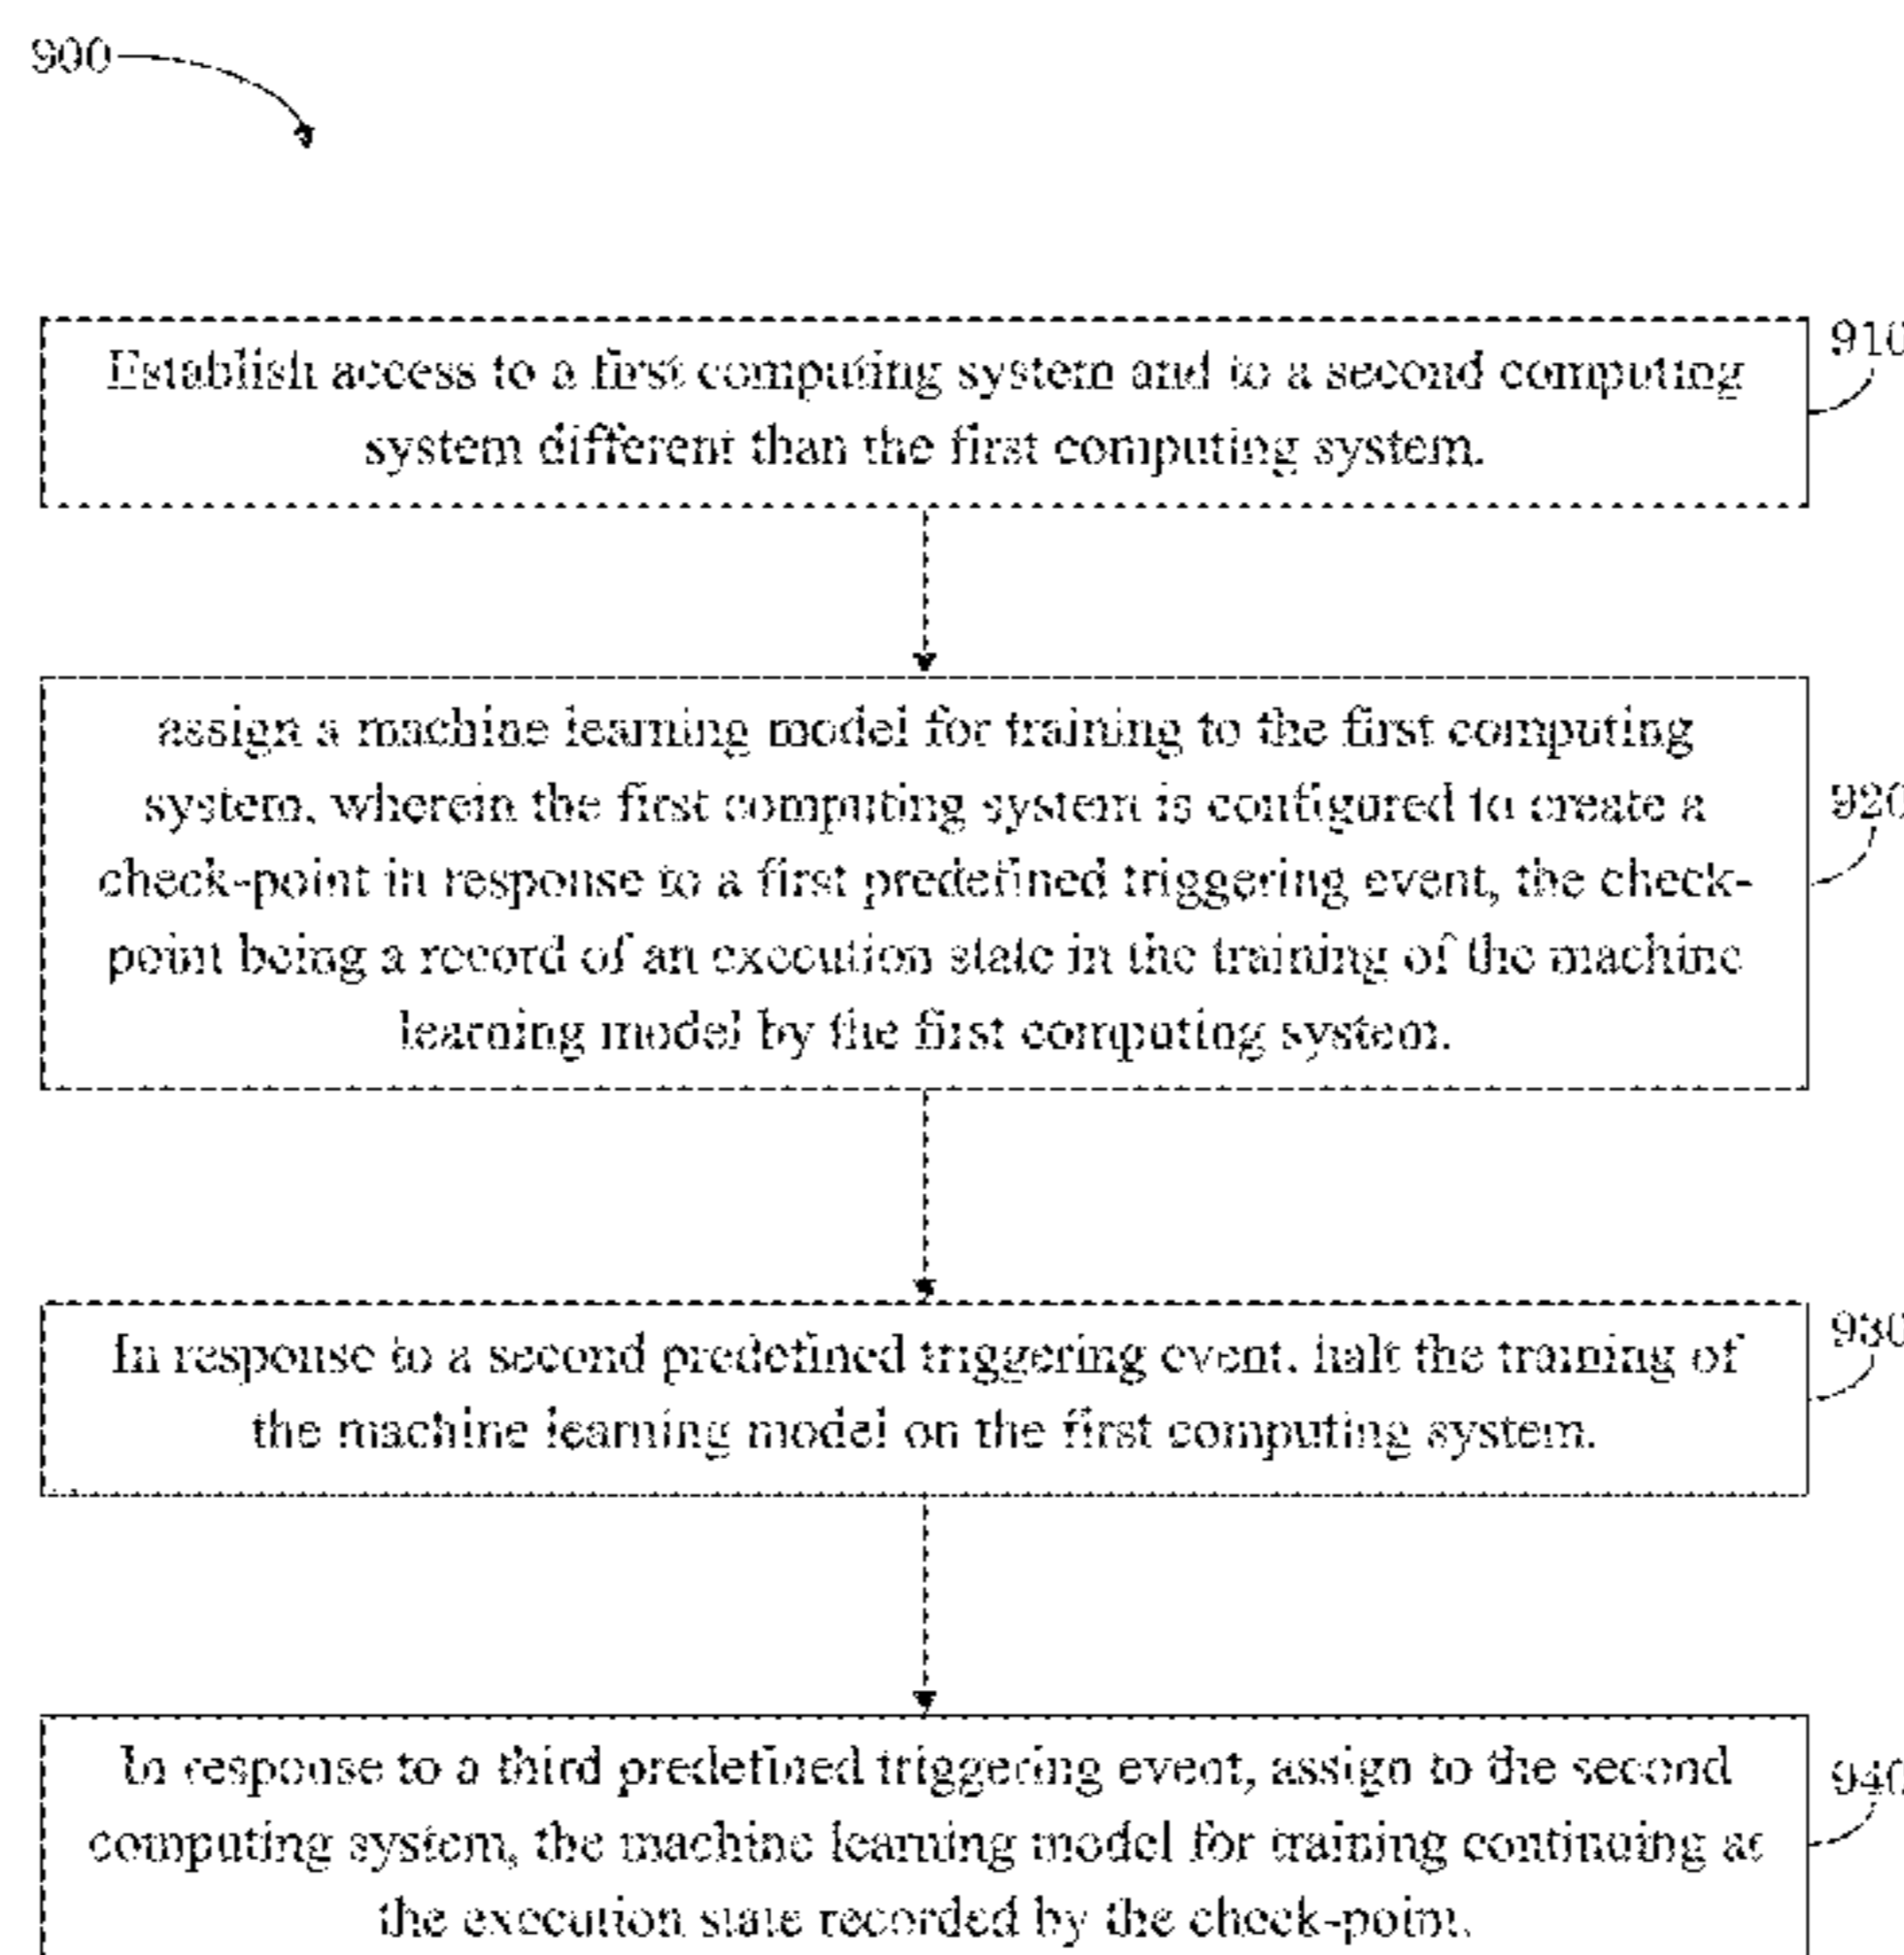 900
Establish access to a first computing system and to a second computing
910
system different than the first computing system.
assign a machine learning model for training to the first computing
system, wherein the first computing system is configured to create a
920
check-point in response to a first predefined triggering event, the check-
point being a record of an execution state in the training of the machine
learning model by the first computing system.
In response to a second predefined triggering event, halt the training of
930
the machine learning model on the first computing system.
In response to a third predefined triggering event, assign to the second
940
computing system, the machine learning model for training continuing at
the execution state recorded by the check-point.